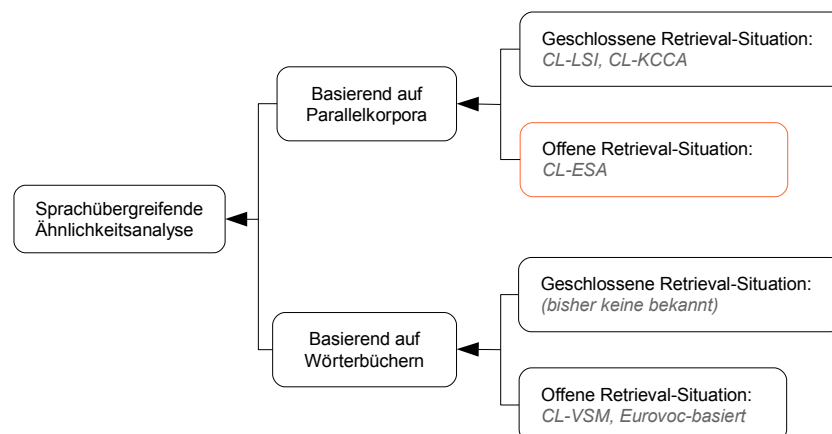 Geschlossene Retrieval-Situation:
CL-LSI, CL-KCCA
Basierend auf
Parallelkorpora
Offene Retrieval-Situation:
CL-ESA
Sprachübergreifende
Ähnlichkeitsanalyse
Geschlossene Retrieval-Situation:
(bisher keine bekannt)
Basierend auf
Wörterbüchern
Offene Retrieval-Situation:
CL-VSM, Eurovoc-basiert